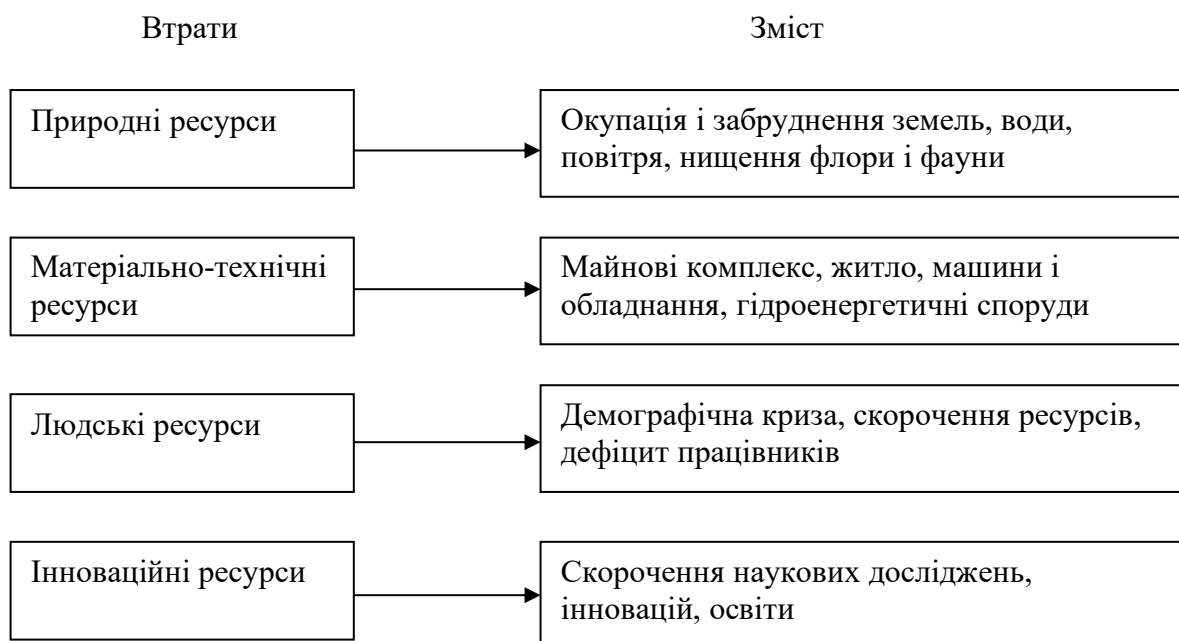 Втрати
Зміст
Природні ресурси
Окупація і забруднення земель, води,
повітря, нищення флори і фауни
Матеріально-технічні
ресурси
Майнові комплекс, житло, машини і
обладнання, гідроенергетичні споруди
Людські ресурси
Демографічна криза, скорочення ресурсів,
дефіцит працівників
Інноваційні ресурси
Скорочення наукових досліджень,
інновацій, освіти